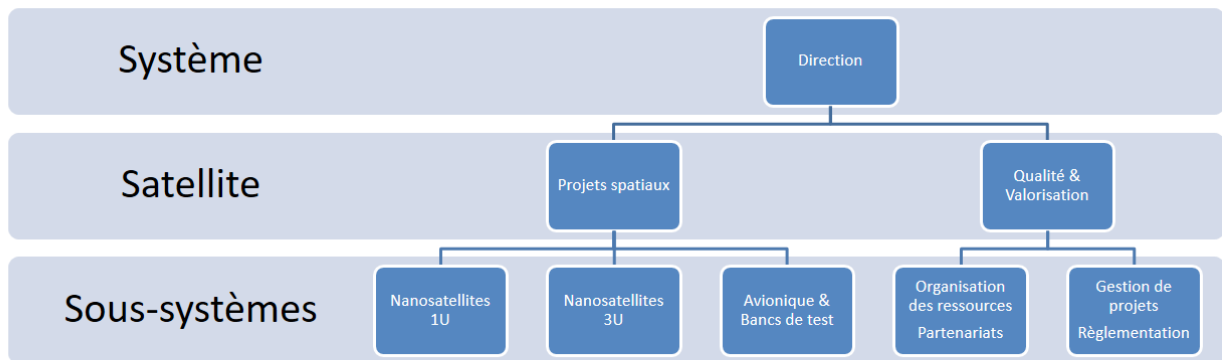 Système
Direction
Satellite
Projets spatiaux
Qualité &
Valorisation
Sous-systèmes
Nanosatellites
1U
Nanosatellites
3U
Avionique &
Bancs de test
Organisation
des ressources
Partenariats
Gestion de
projets
Règlementation